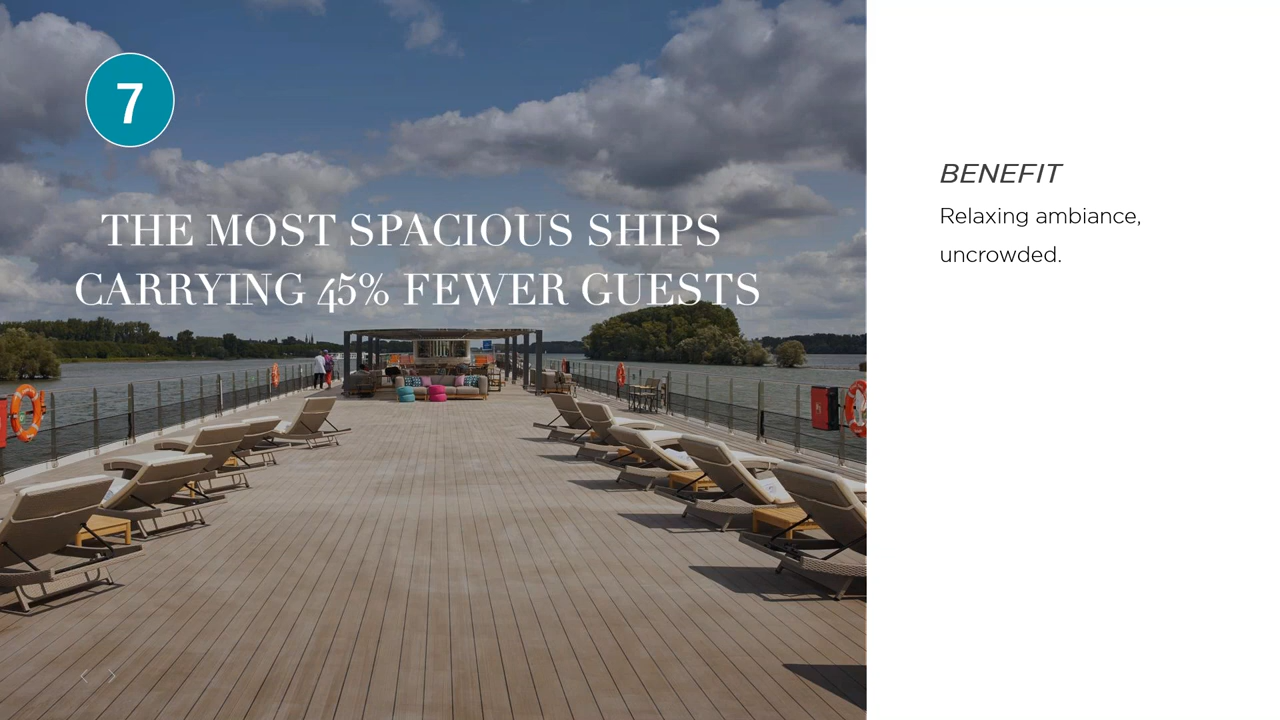 7
THE MOST SPACIOUS SHIPS
CARRYING 45% FEWER GUESTS
BENEFIT
Relaxing ambiance,
uncrowded.